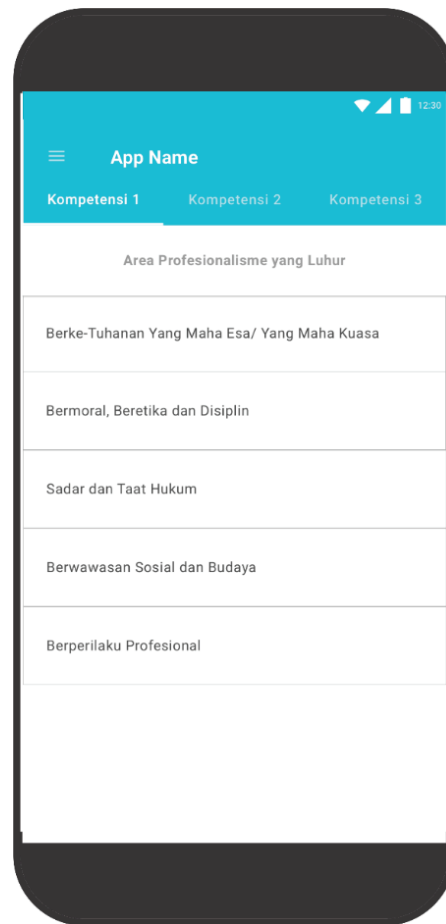 12:30
App Name
Kompetensi 1 Kompetensi 2 Kompetensi 3
Area Profesionalisme yang Luhur
Berke-Tuhanan Yang Maha Esa/ Yang Maha Kuasa
Bermoral, Beretika dan Disiplin
Sadar dan Taat Hukum
Berwawasan Sosial dan Budaya
Berperilaku Profesional